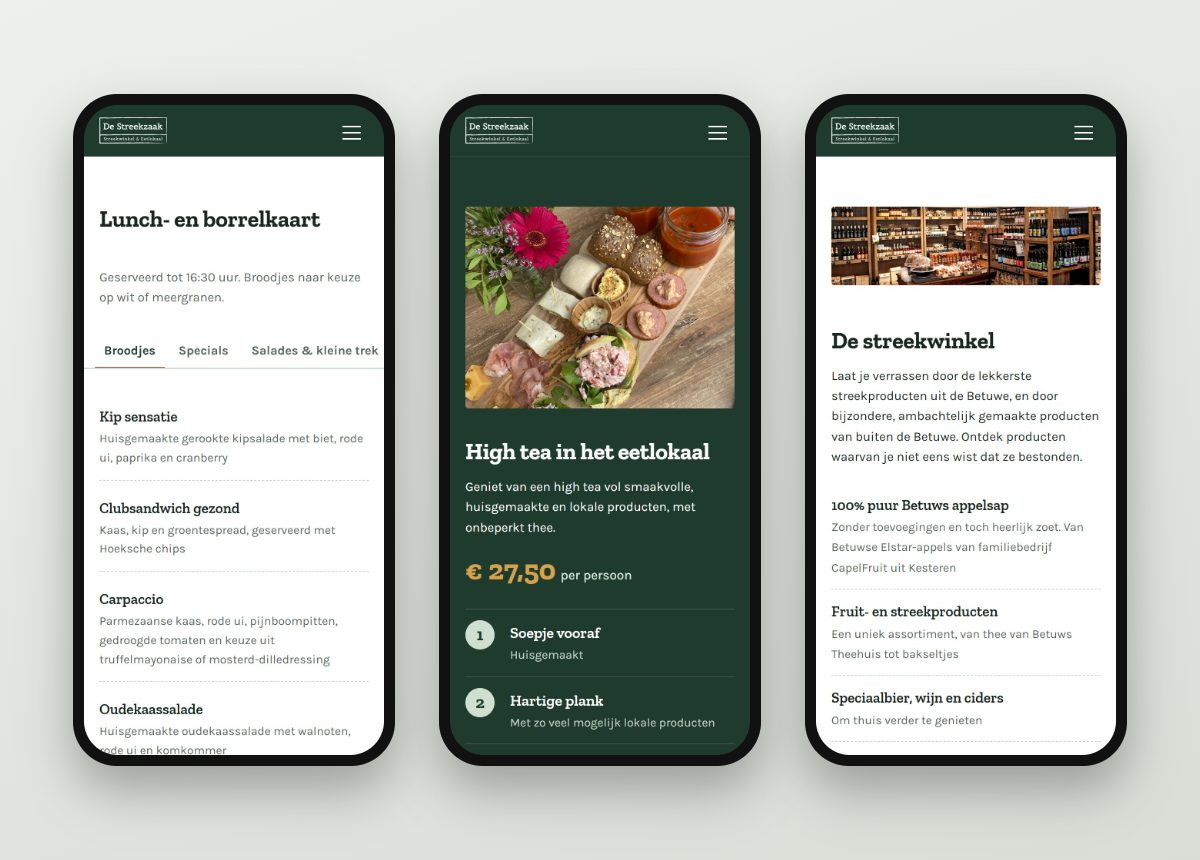 De Streekzaak
Streekwinkel & Eetlokaal
Lunch- en borrelkaart
Geserveerd tot 16:30 uur. Broodjes naar keuze
op wit of meergranen.
Broodjes Specials Salades & kleine trek
Kip sensatie
Huisgemaakte gerookte kipsalade met biet, rode
ui, paprika en cranberry
Clubsandwich gezond
Kaas, kip en groentespread, geserveerd met
Hoeksche chips
Carpaccio
Parmezaanse kaas, rode ui, pijnboompitten,
gedroogde tomaten en keuze uit
truffelmayonaise of mosterd-dilledressing
Oudekaassalade
Huisgemaakte oudekaassalade met walnoten,
rode ui en komkommer
De Streekzaak
Streekwinkel & Eetlokaal
High tea in het eetlokaal
Geniet van een high tea vol smaakvolle,
huisgemaakte en lokale producten, met
onbeperkt thee.
€ 27,50 per persoon
1 Soepje vooraf
Huisgemaakt
2 Hartige plank
Met zo veel mogelijk lokale producten
De Streekzaak
Streekwinkel & Eetlokaal
De streekwinkel
Laat je verrassen door de lekkerste
streekproducten uit de Betuwe, en door
bijzondere, ambachtelijk gemaakte producten
van buiten de Betuwe. Ontdek producten
waarvan je niet eens wist dat ze bestonden.
100% puur Betuws appelsap
Zonder toevoegingen en toch heerlijk zoet. Van
Betuwse Elstar-appels van familiebedrijf
CapelFruit uit Kesteren
Fruit- en streekproducten
Een uniek assortiment, van thee van Betuws
Theehuis tot bakseltjes
Speciaalbier, wijn en ciders
Om thuis verder te genieten